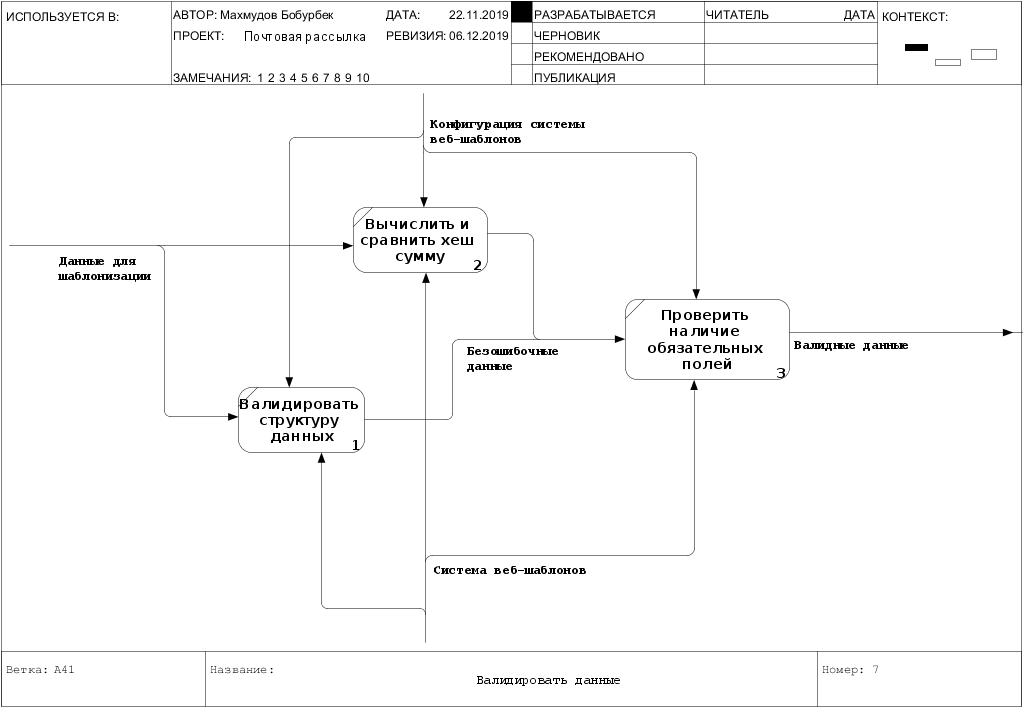 ИСПОЛЬЗУЕТСЯ В:
АВТОР: Махмудов Бобурбек
ДАТА: 22.11.2019
ПРОЕКТ: Почтовая рассылка
РЕВИЗИЯ: 06.12.2019
ЗАМЕЧАНИЯ: 1 2 3 4 5 6 7 8 9 10
РАЗРАБАТЫВАЕТСЯ
ЧЕРНОВИК
РЕКОМЕНДОВАНО
ПУБЛИКАЦИЯ
ЧИТАТЕЛЬ
ДАТА
КОНТЕКСТ:
Конфигурация системы
веб-шаблонов
Вычислить и
сравнить хеш
сумму
2
Данные для
шаблонизации
Проверить
наличие
обязательных
полей
3
Валидные данные
Безошибочные
данные
Валидировать
структуру
данных
1
Система веб-шаблонов
Ветка: A41
Название:
Валидировать данные
Номер: 7